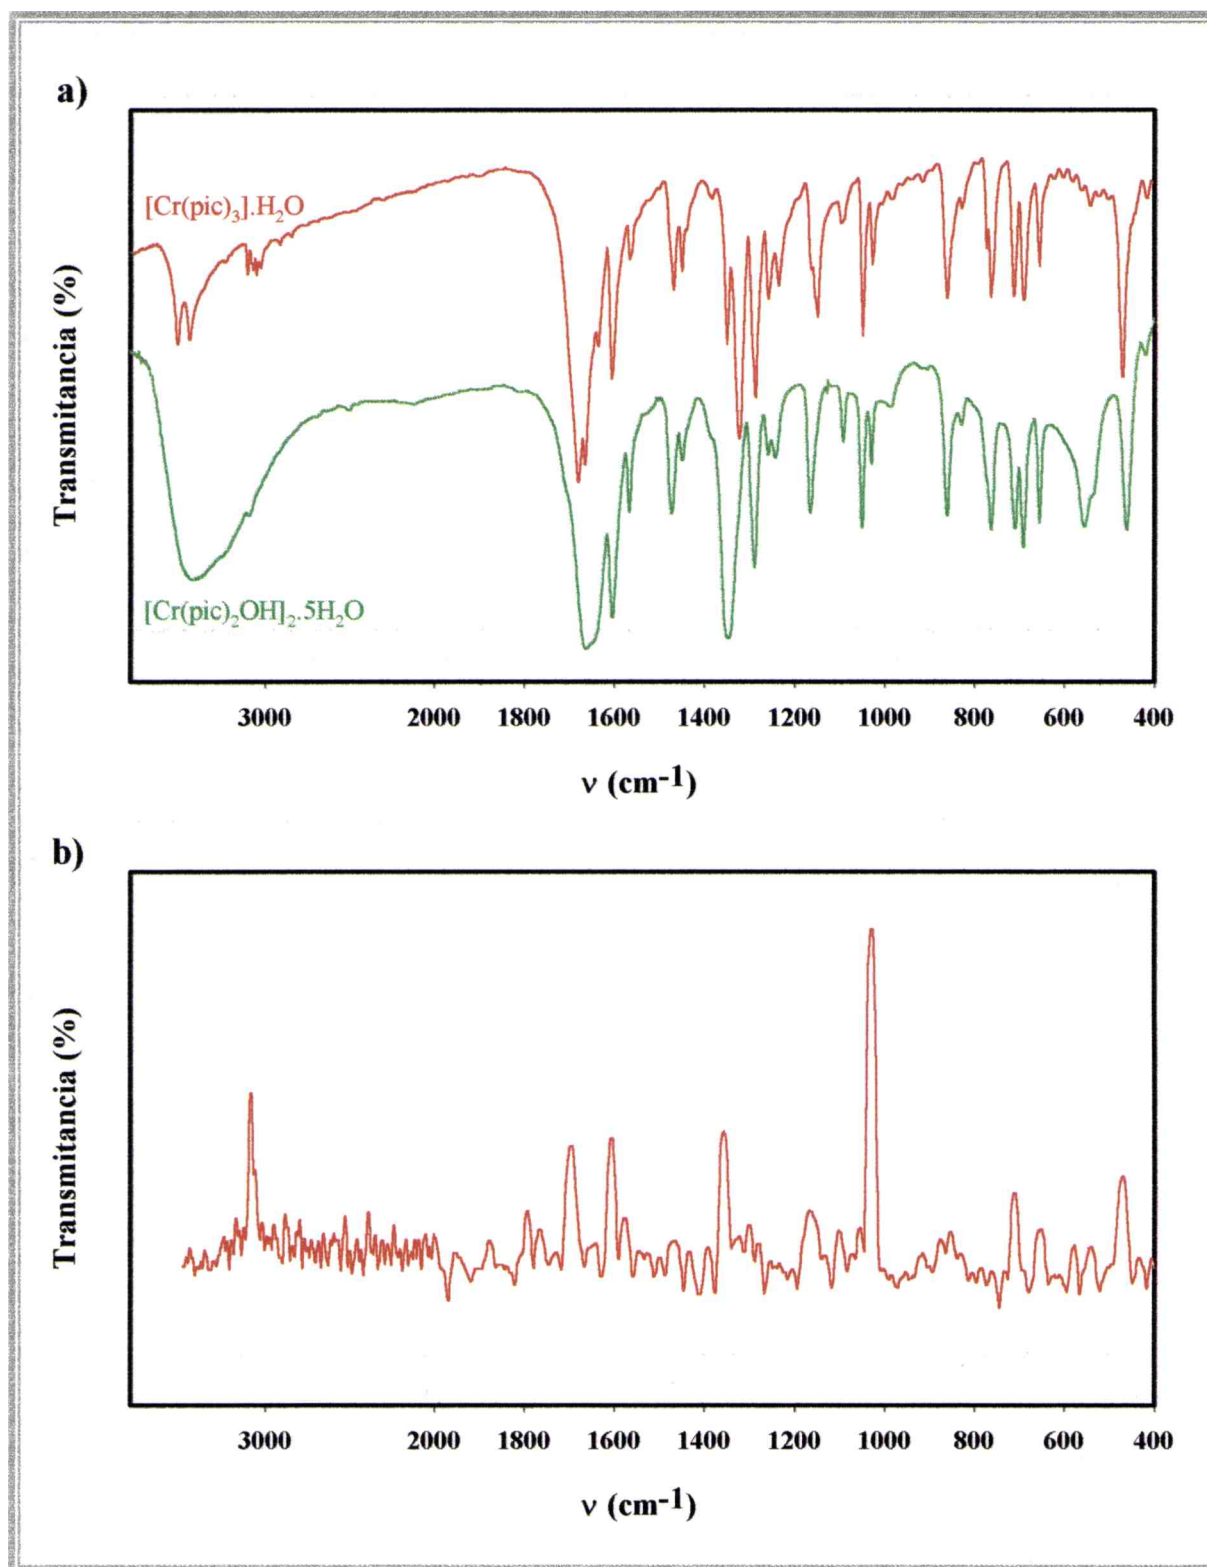 a)
[Cr(pic)₃].H₂O
Transmitancia (%)
[Cr(pic)₂OH]₂.5H₂O
3000 2000 1800 1600 1400 1200 1000 800 600 400
ν (cm-1)
b)
Transmitancia (%)
3000 2000 1800 1600 1400 1200 1000 800 600 400
ν (cm-1)